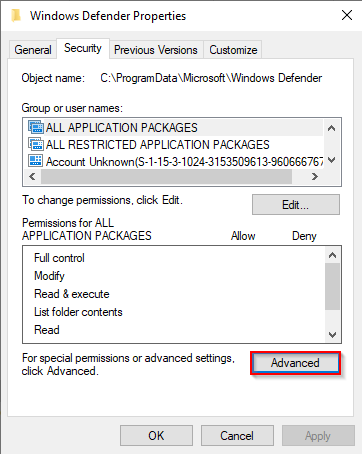 Windows Defender Properties
General Security Previous Versions Customize
Object name: C:\ProgramData\Microsoft\Windows Defender
Group or user names:
ALL APPLICATION PACKAGES
ALL RESTRICTED APPLICATION PACKAGES
Account Unknown(S-1-15-3-1024-3153509613-960666767
To change permissions, click Edit.
Edit...
Permissions for ALL
APPLICATION PACKAGES Allow Deny
Full control
Modify
Read & execute
List folder contents
Read
For special permissions or advanced settings,
click Advanced.
Advanced
OK Cancel Apply